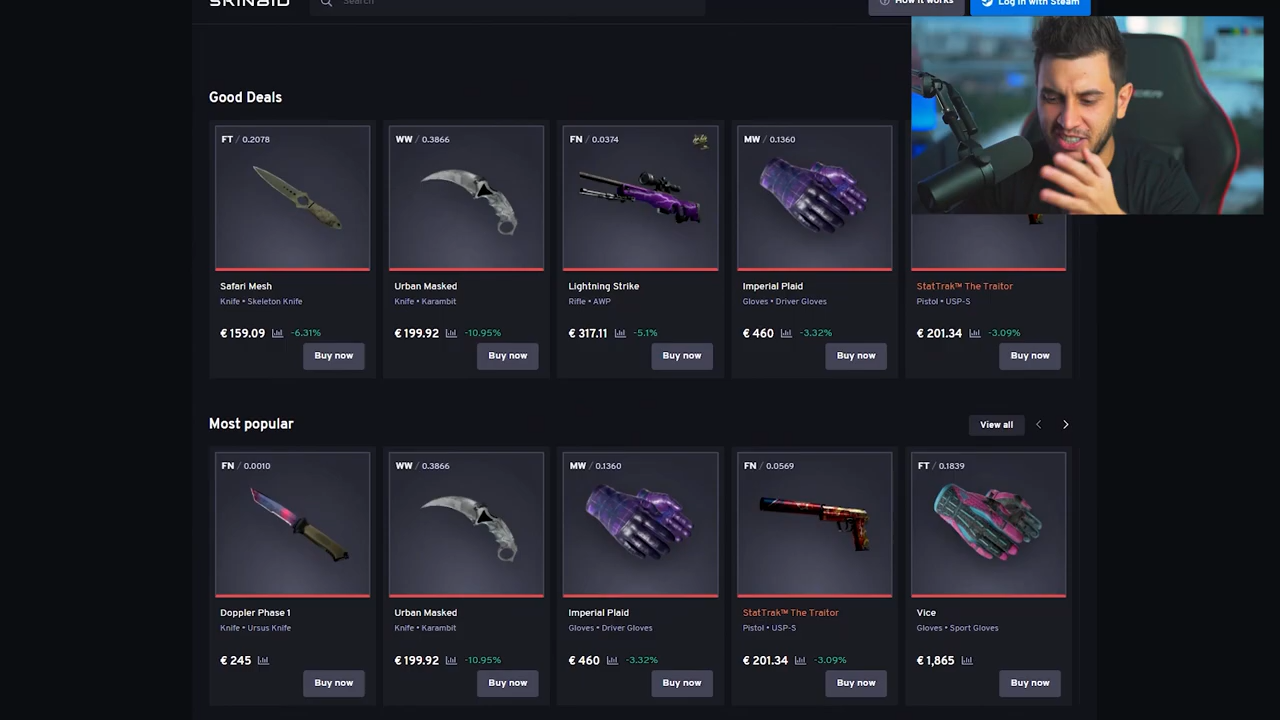 SKINBID
Search
How it works
Log in with Steam
Good Deals
FT / 0.2078
WW / 0.3866
FN / 0.0374
MW / 0.1360
Safari Mesh
Urban Masked
Lightning Strike
Imperial Plaid
StatTrak™ The Traitor
Knife • Skeleton Knife
Knife • Karambit
Rifle • AWP
Gloves • Driver Gloves
Pistol • USP-S
€ 159.09 -6.31%
€ 199.92 -10.95%
€ 317.11 -5.1%
€ 460 -3.32%
€ 201.34 -3.09%
Buy now
Buy now
Buy now
Buy now
Buy now
Most popular
View all
FN / 0.0010
WW / 0.3866
MW / 0.1360
FN / 0.0569
FT / 0.1839
Doppler Phase 1
Urban Masked
Imperial Plaid
StatTrak™ The Traitor
Vice
Knife • Ursus Knife
Knife • Karambit
Gloves • Driver Gloves
Pistol • USP-S
Gloves • Sport Gloves
€ 245
€ 199.92 -10.95%
€ 460 -3.32%
€ 201.34 -3.09%
€ 1,865
Buy now
Buy now
Buy now
Buy now
Buy now